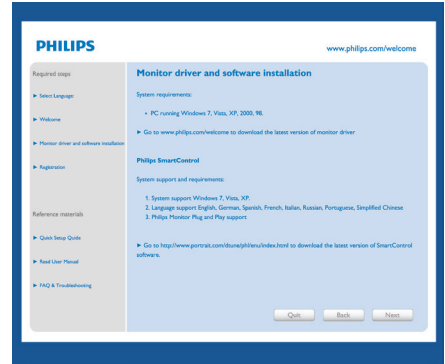 PHILIPS
www.philips.com/welcome
Required steps
► Select Language
► Welcome
► Monitor driver and software installation
► Registration
Reference materials
► Quick Setup Guide
► Read User Manual
► FAQ & Troubleshooting
Monitor driver and software installation
System requirements:
• PC running Windows 7, Vista, XP, 2000, 98.
► Go to www.philips.com/welcome to download the latest version of monitor driver
Philips SmartControl
System support and requirements:
1. System support Windows 7, Vista, XP.
2. Language support English, German, Spanish, French, Italian, Russian, Portuguese, Simplified Chinese
3. Philips Monitor Plug and Play support
► Go to http://www.portrait.com/dtune/phl/enu/index.html to download the latest version of SmartControl
software.
Quit
Back
Next